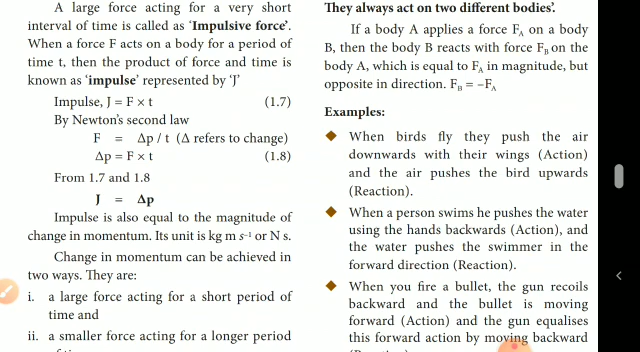 A large force acting for a very short
interval of time is called as ‘Impulsive force’.
When a force F acts on a body for a period of
time t, then the product of force and time is
known as ‘impulse’ represented by ‘J’
Impulse, J = F × t (1.7)
By Newton’s second law
F = Δp / t (Δ refers to change)
Δp = F × t (1.8)
From 1.7 and 1.8
J = Δp
Impulse is also equal to the magnitude of
change in momentum. Its unit is kg m s⁻¹ or N s.
Change in momentum can be achieved in
two ways. They are:
i. a large force acting for a short period of
time and
ii. a smaller force acting for a longer period
They always act on two different bodies’.
If a body A applies a force F_A on a body
B, then the body B reacts with force F_B on the
body A, which is equal to F_A in magnitude, but
opposite in direction. F_B = −F_A
Examples:
◆ When birds fly they push the air
downwards with their wings (Action)
and the air pushes the bird upwards
(Reaction).
◆ When a person swims he pushes the water
using the hands backwards (Action), and
the water pushes the swimmer in the
forward direction (Reaction).
◆ When you fire a bullet, the gun recoils
backward and the bullet is moving
forward (Action) and the gun equalises
this forward action by moving backward